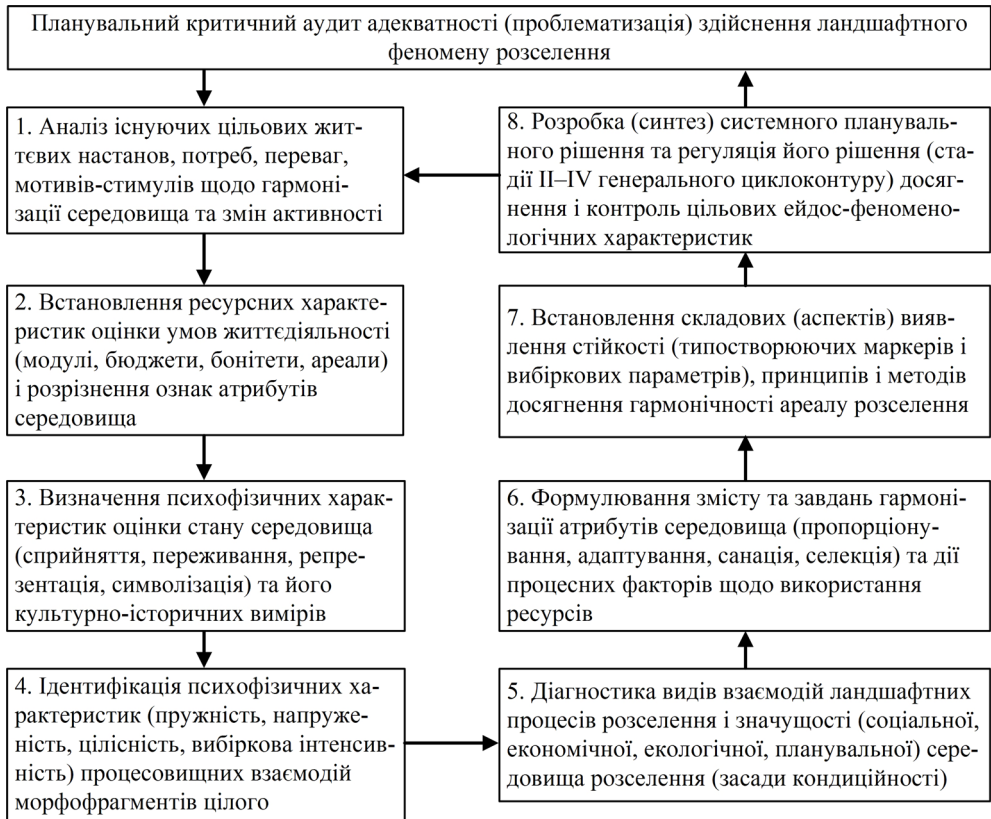 Планувальний критичний аудит адекватності (проблематизація) здійснення ландшафтного
феномену розселення
1. Аналіз існуючих цільових жит-
тєвих настанов, потреб, переваг,
мотивів-стимулів щодо гармоні-
зації середовища та змін активності
2. Встановлення ресурсних характе-
ристик оцінки умов життєдіяльності
(модулі, бюджети, бонітети, ареали)
і розрізнення ознак атрибутів
середовища
3. Визначення психофізичних харак-
теристик оцінки стану середовища
(сприйняття, переживання, репре-
зентація, символізація) та його
культурно-історичних вимірів
4. Ідентифікація психофізичних ха-
рактеристик (пружність, напруже-
ність, цілісність, вибіркова інтенсив-
ність) процесовищних взаємодій
морфофрагментів цілого
5. Діагностика видів взаємодій ландшафтних
процесів розселення і значущості (соціальної,
економічної, екологічної, планувальної) сере-
довища розселення (засади кондиційності)
6. Формулювання змісту та завдань гармоні-
зації атрибутів середовища (пропорціону-
вання, адаптування, санація, селекція) та дії
процесних факторів щодо використання
ресурсів
7. Встановлення складових (аспектів) вияв-
лення стійкості (типостворюючих маркерів і
вибіркових параметрів), принципів і методів
досягнення гармонічності ареалу розселення
8. Розробка (синтез) системного плануваль-
ного рішення та регуляція його рішення (ста-
дії II–IV генерального циклоконтуру) досяг-
нення і контроль цільових ейдос-феномено-
логічних характеристик